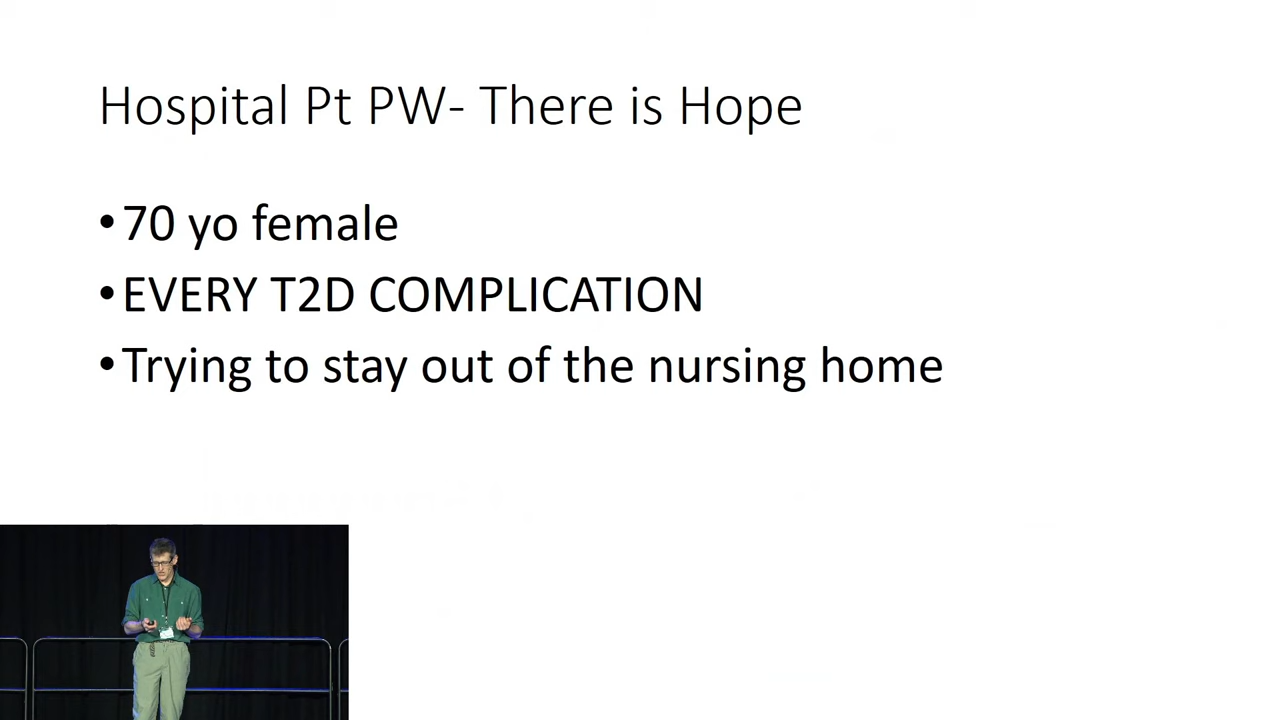 Hospital Pt PW- There is Hope
•70 yo female
•EVERY T2D COMPLICATION
•Trying to stay out of the nursing home